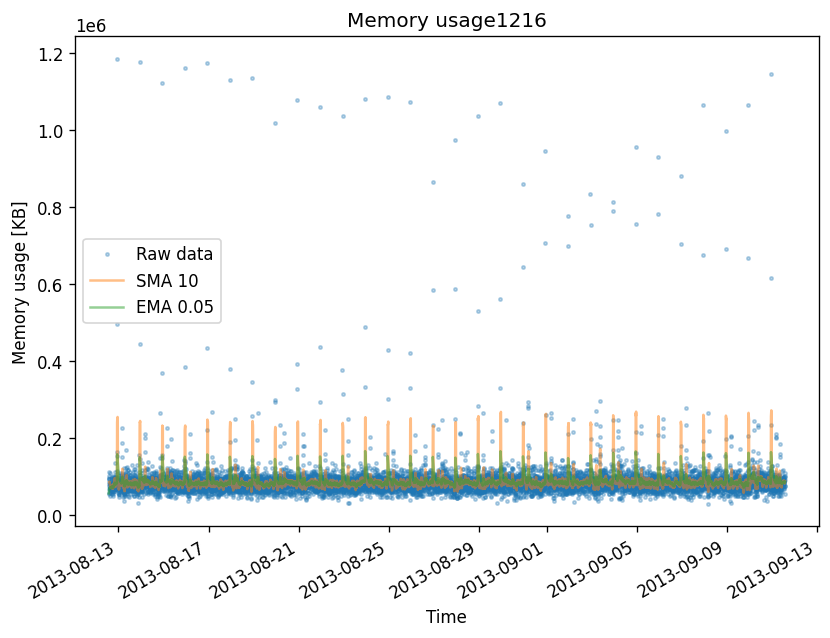 Memory usage1216
1e6
1.2
1.0
0.8
0.6
0.4
0.2
0.0
Memory usage [KB]
Raw data
SMA 10
EMA 0.05
2013-08-13
2013-08-17
2013-08-21
2013-08-25
2013-08-29
2013-09-01
2013-09-05
2013-09-09
2013-09-13
Time